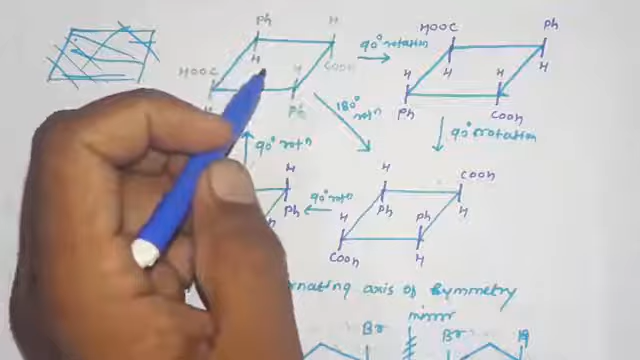 Ph H
HOOC Ph
90° rotation
H H H
HOOC H COOH
H H
Ph
Ph COOH
180° rotn
90° rotn
90° rotation
H H COOH
90° rotn
H Ph Ph H
Ph
COOH H
nating axis of Symmetry
mirror
Br Br